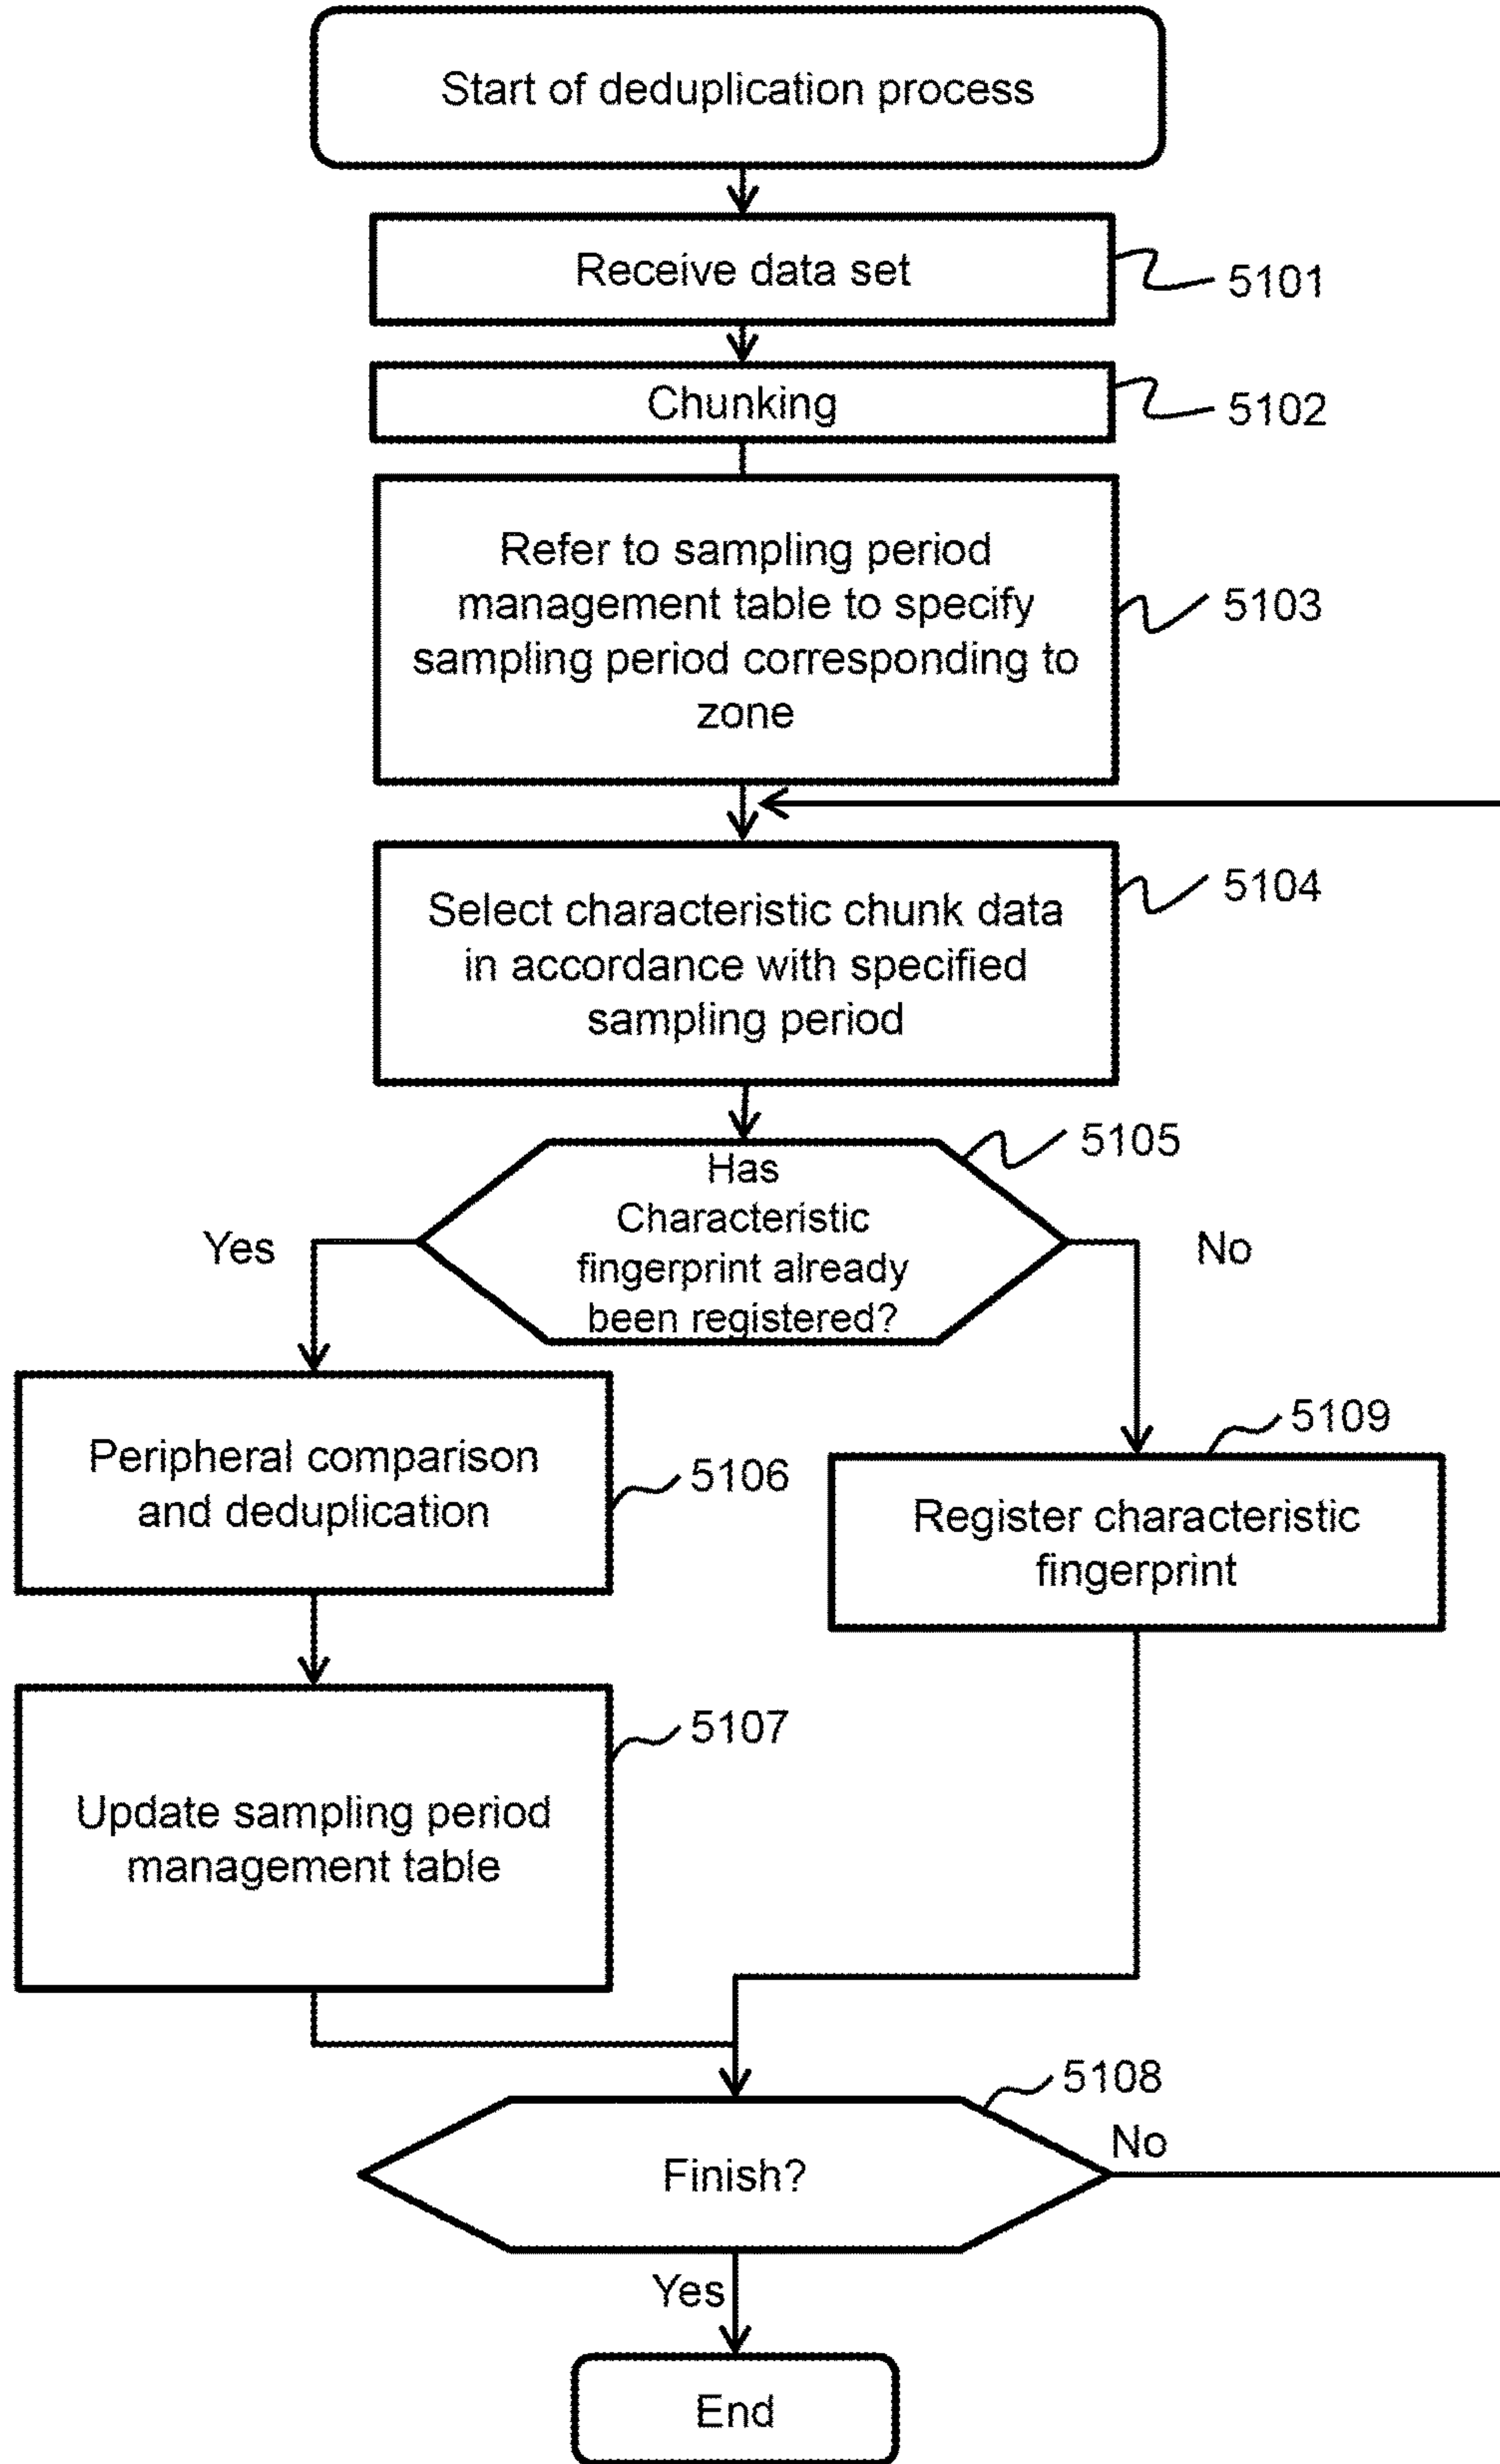 Start of deduplication process
Receive data set
5101
Chunking
5102
Refer to sampling period
management table to specify
sampling period corresponding to
zone
5103
Select characteristic chunk data
in accordance with specified
sampling period
5104
Has
Characteristic
fingerprint already
been registered?
5105
Yes
No
Peripheral comparison
and deduplication
5106
Register characteristic
fingerprint
5109
Update sampling period
management table
5107
Finish?
5108
No
Yes
End